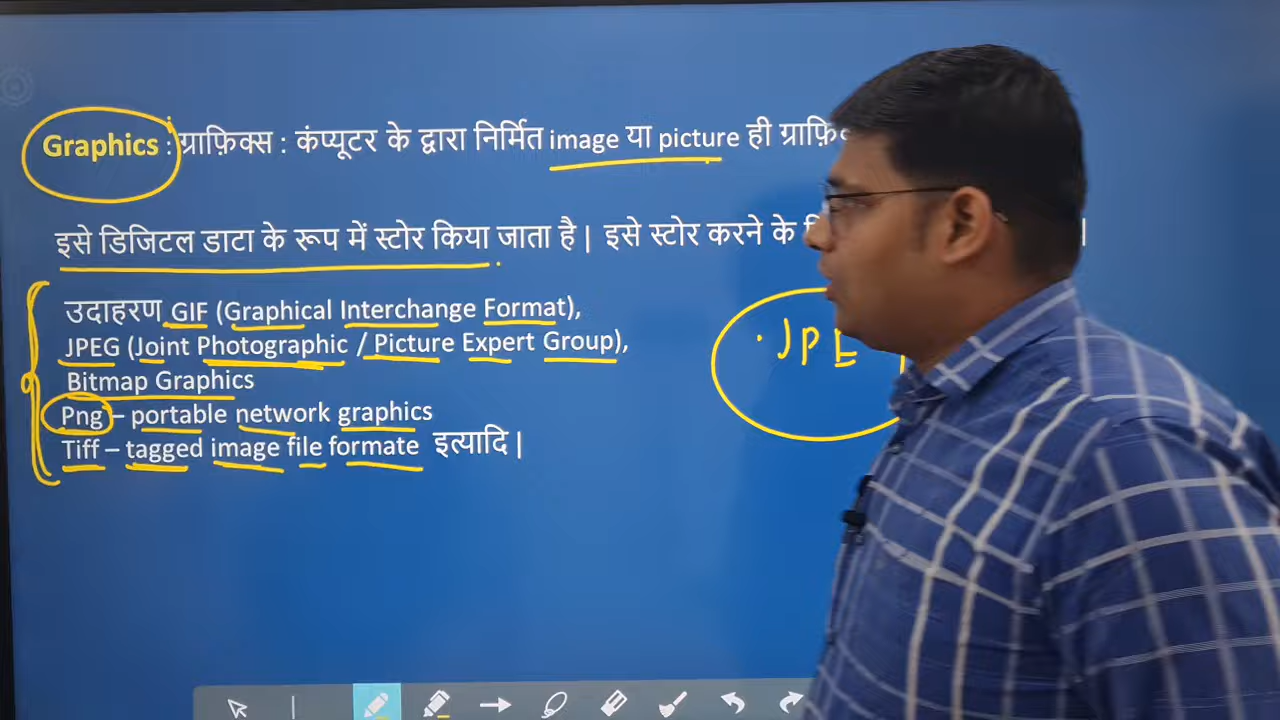 Graphics : ग्राफ़िक्स : कंप्यूटर के द्वारा निर्मित image या picture ही
इसे डिजिटल डाटा के रूप में स्टोर किया जाता है | इसे स्टोर करने के |
उदाहरण GIF (Graphical Interchange Format),
JPEG (Joint Photographic / Picture Expert Group),
Bitmap Graphics
Png – portable network graphics
Tiff – tagged image file formate इत्यादि |
. JPE